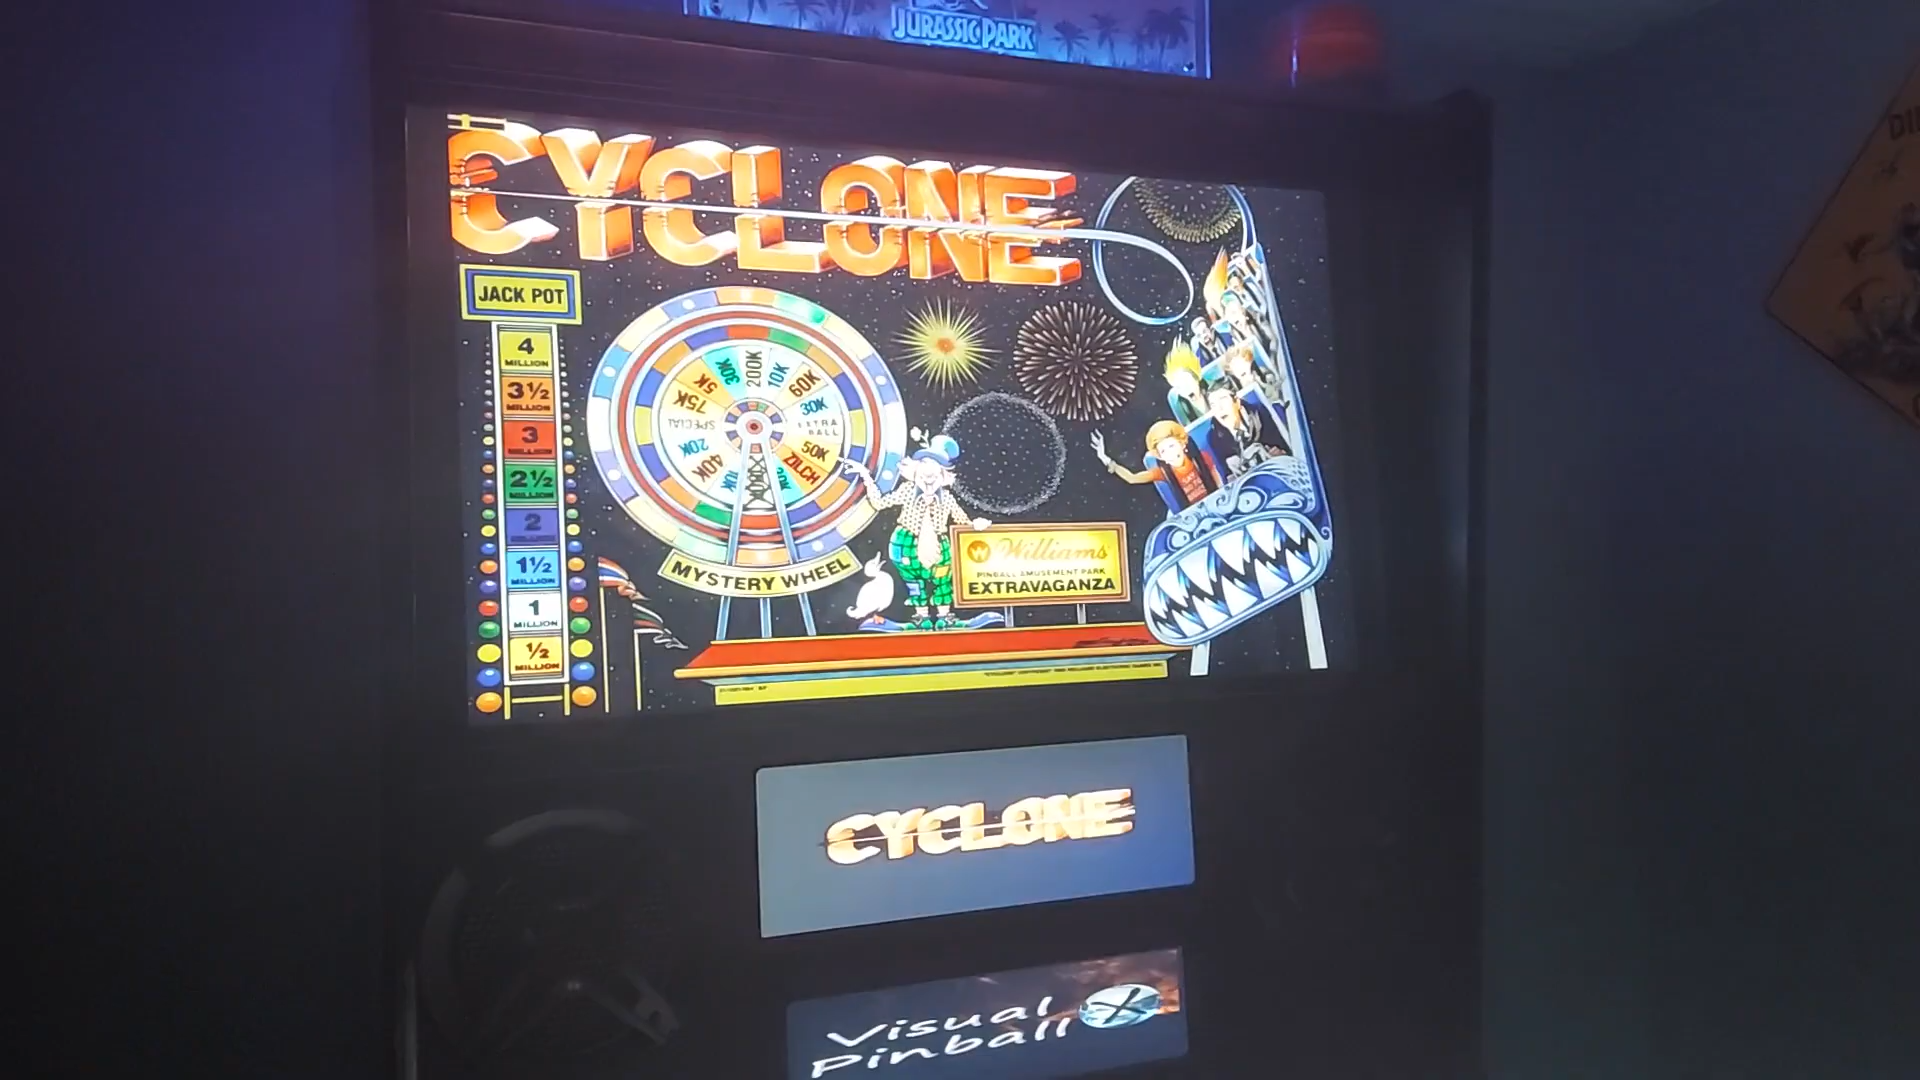 JURASSIC PARK
CYCLONE
JACK POT
4
MILLION
3½
MILLION
3
MILLION
2½
MILLION
2
MILLION
1½
MILLION
1
MILLION
½
MILLION
200K
10K
60K
30K
EXTRA
BALL
50K
ZILCH
40K
20K
SPECIAL
75K
5K
30K
MYSTERY WHEEL
W Williams
PINBALL AMUSEMENT PARK
EXTRAVAGANZA
CYCLONE
Visual
Pinball
X